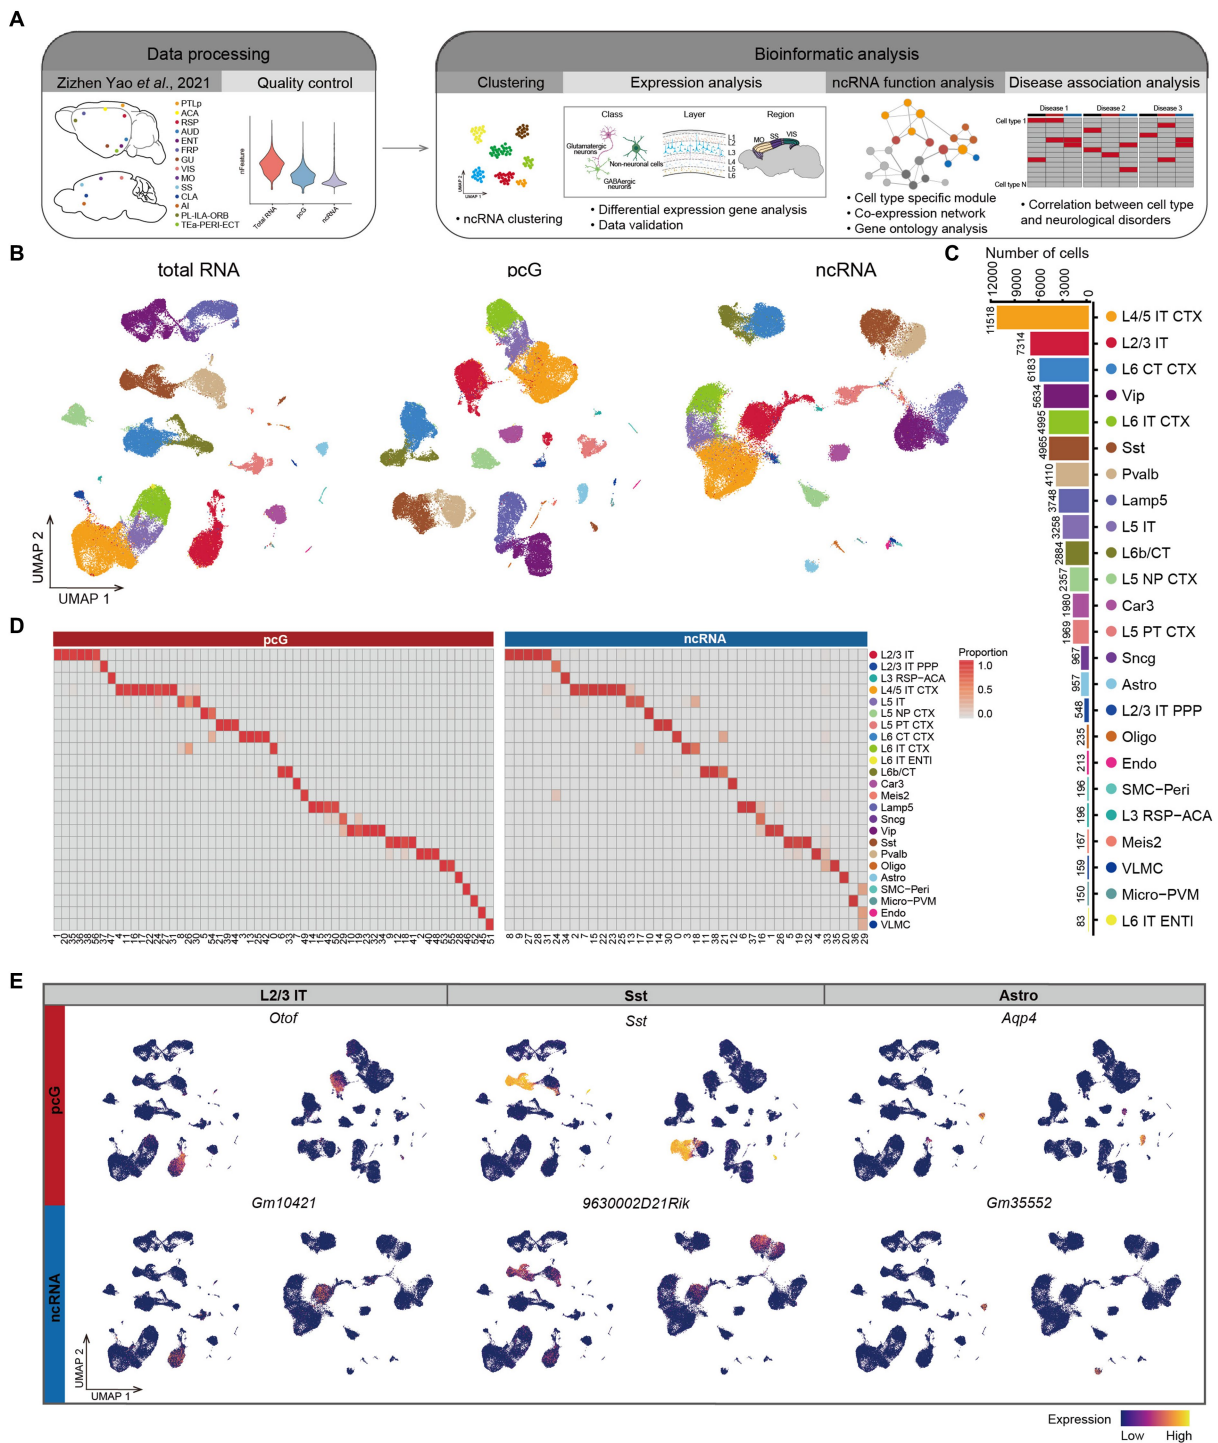 A
Data processing
Zizhen Yao et al., 2021
Quality control
PTLp
ACA
RSP
AUD
ENT
FRP
GU
VIS
MO
SS
CLA
AI
PL-ILA-ORB
TEa-PERI-ECT
nFeature
Total RNA
pcG
ncRNA
Bioinformatic analysis
Clustering
Expression analysis
ncRNA function analysis
Disease association analysis
UMAP 2
UMAP 1
• ncRNA clustering
Class
Layer
Region
Glutamatergic
neurons
Non-neuronal cells
GABAergic
neurons
L1
L2
L3
L4
L5
L6
MO
SS
VIS
• Differential expression gene analysis
• Data validation
• Cell type specific module
• Co-expression network
• Gene ontology analysis
Disease 1
Disease 2
Disease 3
Cell type 1
Cell type N
• Correlation between cell type
and neurological disorders
B
total RNA
pcG
ncRNA
UMAP 2
UMAP 1
C
Number of cells
12000
9000
6000
3000
0
11518
L4/5 IT CTX
7314
L2/3 IT
6183
L6 CT CTX
5634
Vip
4995
L6 IT CTX
4965
Sst
4110
Pvalb
3748
Lamp5
3258
L5 IT
2884
L6b/CT
2357
L5 NP CTX
1980
Car3
1969
L5 PT CTX
967
Sncg
957
Astro
548
L2/3 IT PPP
235
Oligo
213
Endo
196
SMC-Peri
196
L3 RSP-ACA
167
Meis2
159
VLMC
150
Micro-PVM
83
L6 IT ENTI
D
pcG
ncRNA
L2/3 IT
L2/3 IT PPP
L3 RSP-ACA
L4/5 IT CTX
L5 IT
L5 NP CTX
L5 PT CTX
L6 CT CTX
L6 IT CTX
L6 IT ENTI
L6b/CT
Car3
Meis2
Lamp5
Sncg
Vip
Sst
Pvalb
Oligo
Astro
SMC-Peri
Micro-PVM
Endo
VLMC
Proportion
1.0
0.5
0.0
E
L2/3 IT
Sst
Astro
pcG
Otof
Sst
Aqp4
ncRNA
Gm10421
9630002D21Rik
Gm35552
UMAP 2
UMAP 1
Expression
Low
High